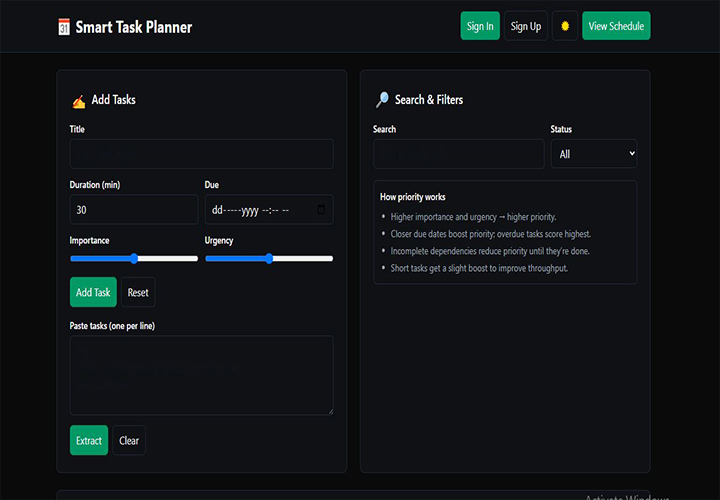 Smart Task Planner
Sign In
Sign Up
View Schedule
Add Tasks
Title
Duration (min)
Due
30
dd-----yyyy --:-- --
Importance
Urgency
Add Task
Reset
Paste tasks (one per line)
Extract
Clear
Search & Filters
Search
Status
All
How priority works
• Higher importance and urgency → higher priority.
• Closer due dates boost priority; overdue tasks score highest.
• Incomplete dependencies reduce priority until they're done.
• Short tasks get a slight boost to improve throughput.
Activate Windows